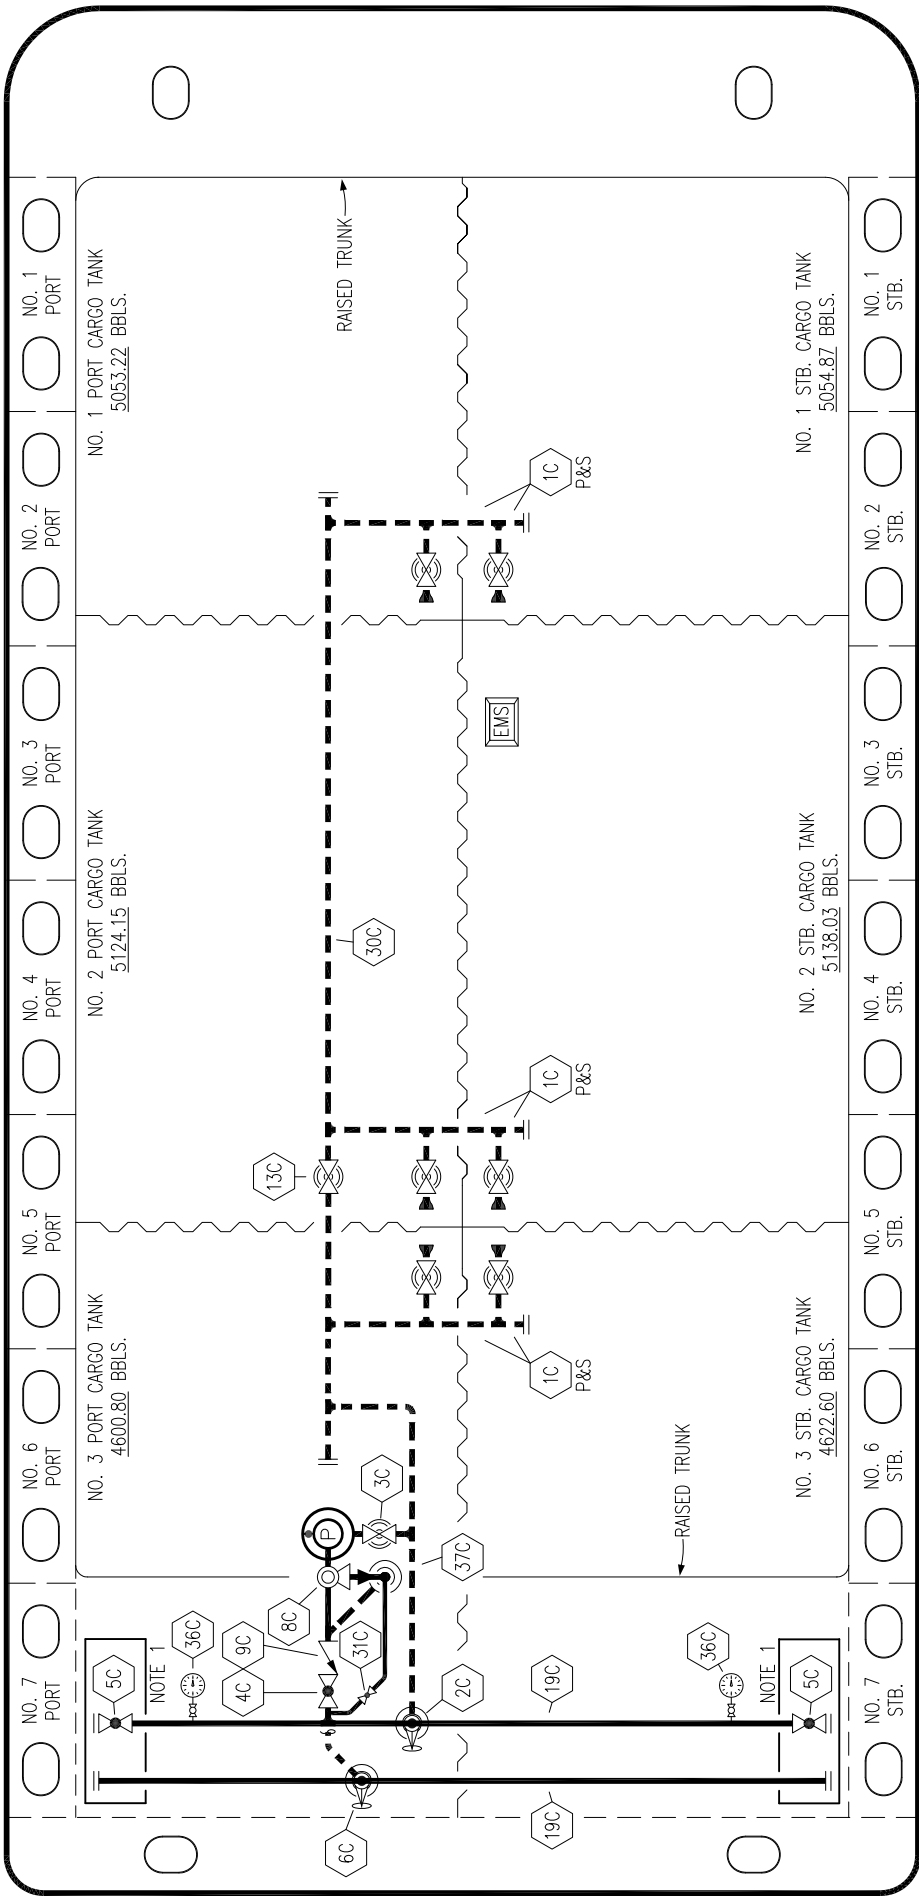 NO. 1
PORT
NO. 2
PORT
NO. 3
PORT
NO. 4
PORT
NO. 5
PORT
NO. 6
PORT
NO. 7
PORT
NO. 1 PORT CARGO TANK
5053.22 BBLS.
NO. 2 PORT CARGO TANK
5124.15 BBLS.
NO. 3 PORT CARGO TANK
4600.80 BBLS.
RAISED TRUNK
1C
P&S
EMS
30C
13C
1C
P&S
1C
P&S
P
3C
37C
8C
9C
4C
31C
2C
36C
5C
NOTE 1
6C
19C
19C
36C
5C
NOTE 1
RAISED TRUNK
NO. 1 STB. CARGO TANK
5054.87 BBLS.
NO. 2 STB. CARGO TANK
5138.03 BBLS.
NO. 3 STB. CARGO TANK
4622.60 BBLS.
NO. 1
STB.
NO. 2
STB.
NO. 3
STB.
NO. 4
STB.
NO. 5
STB.
NO. 6
STB.
NO. 7
STB.